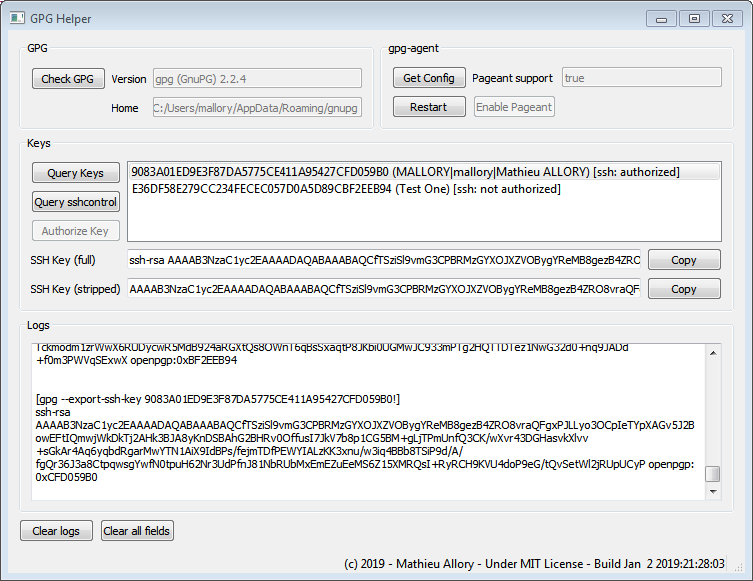 GPG Helper
GPG
Check GPG Version gpg (GnuPG) 2.2.4
Home C:/Users/mallory/AppData/Roaming/gnupg
gpg-agent
Get Config Pageant support true
Restart Enable Pageant
Keys
Query Keys
Query sshcontrol
Authorize Key
9083A01ED9E3F87DA5775CE411A95427CFD059B0 (MALLORY|mallory|Mathieu ALLORY) [ssh: authorized]
E36DF58E279CC234FECEC057D0A5D89CBF2EEB94 (Test One) [ssh: not authorized]
SSH Key (full) ssh-rsa AAAAB3NzaC1yc2EAAAADAQABAAABAQCfTSziSl9vmG3CPBRMzGYXOJXZVOBygYReMB8gezB4ZRO Copy
SSH Key (stripped) AAAAB3NzaC1yc2EAAAADAQABAAABAQCfTSziSl9vmG3CPBRMzGYXOJXZVOBygYReMB8gezB4ZRO8vraQF Copy
Logs
+f0m3PWVqSExwX openpgp:0xBF2EEB94
[gpg --export-ssh-key 9083A01ED9E3F87DA5775CE411A95427CFD059B0!]
ssh-rsa
AAAAB3NzaC1yc2EAAAADAQABAAABAQCfTSziSl9vmG3CPBRMzGYXOJXZVOBygYReMB8gezB4ZRO8vraQFgxPJLLyo3OCpIeTYpXAGv5J2B
owEFtIQmwjWkDkTj2AHk3BJA8yKnDSBAhG2BHRv0OffusI7JkV7b8p1CG5BM+gLjTPmUnfQ3CK/wXvr43DGHasvkXlvv
+sGkAr4Aq6yqbdRgarMwYTN1AiX9IdBPs/fejmTDfPEWYIALzKK3xnu/w3iq4BBb8TSiP9d/A/
fgQr36J3a8CtpqwsgYwfN0tpuH62Nr3UdPfnJ81NbRUbMxEmEZuEeMS6Z15XMRQsI+RyRCH9KVU4doP9eG/tQvSetWl2jRUpUCyP openpgp:
0xCFD059B0
Clear logs Clear all fields
(c) 2019 - Mathieu Allory - Under MIT License - Build Jan 2 2019:21:28:03